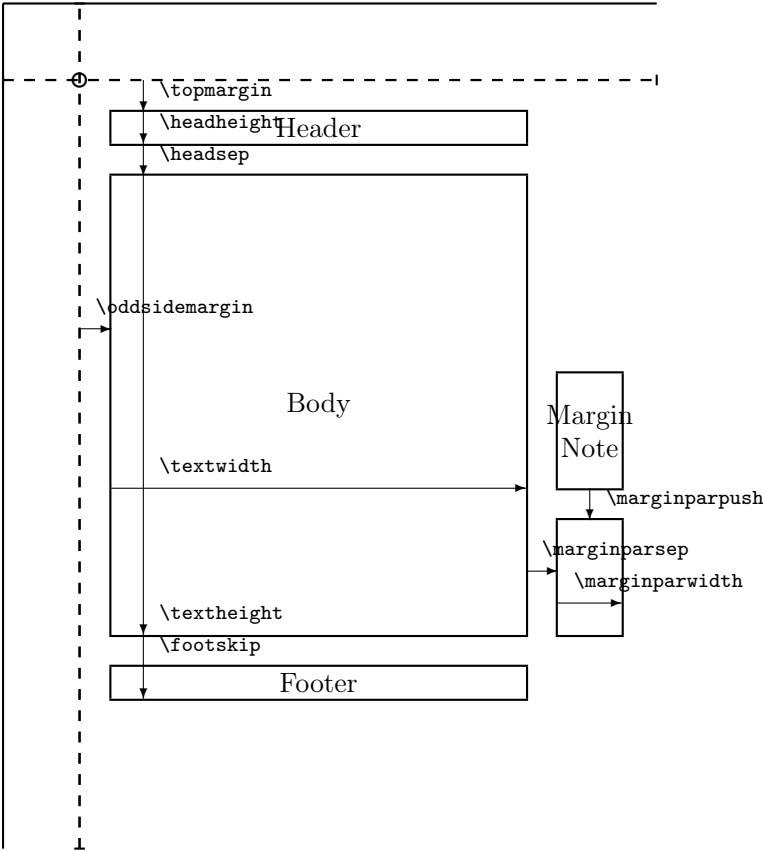 \topmargin
\headheight
Header
\headsep
\oddsidemargin
Body
Margin
Note
\textwidth
\marginparpush
\marginparsep
\marginparwidth
\textheight
\footskip
Footer